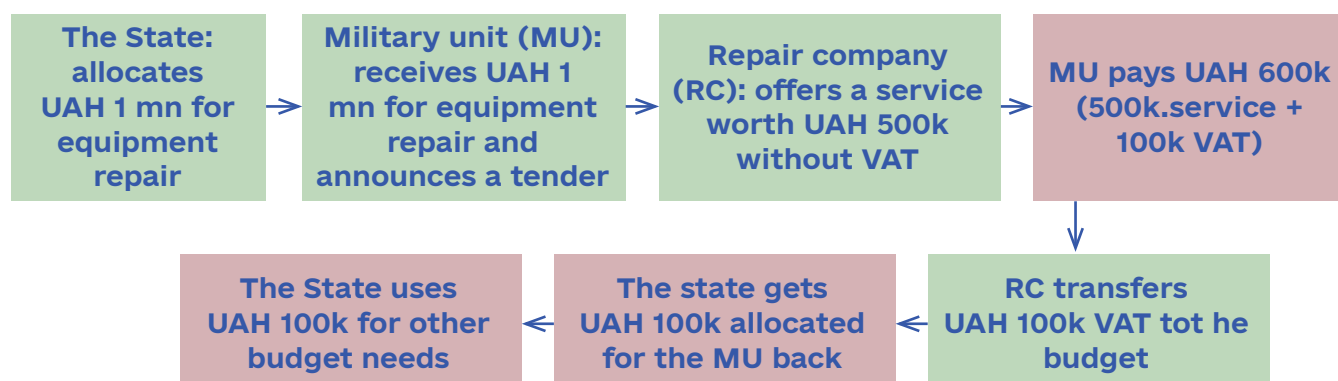 The State:
allocates
UAH 1 mn for
equipment
repair
Military unit (MU):
receives UAH 1
mn for equipment
repair and
announces a tender
Repair company
(RC): offers a service
worth UAH 500k
without VAT
MU pays UAH 600k
(500k.service +
100k VAT)
The State uses
UAH 100k for other
budget needs
The state gets
UAH 100k allocated
for the MU back
RC transfers
UAH 100k VAT tot he
budget